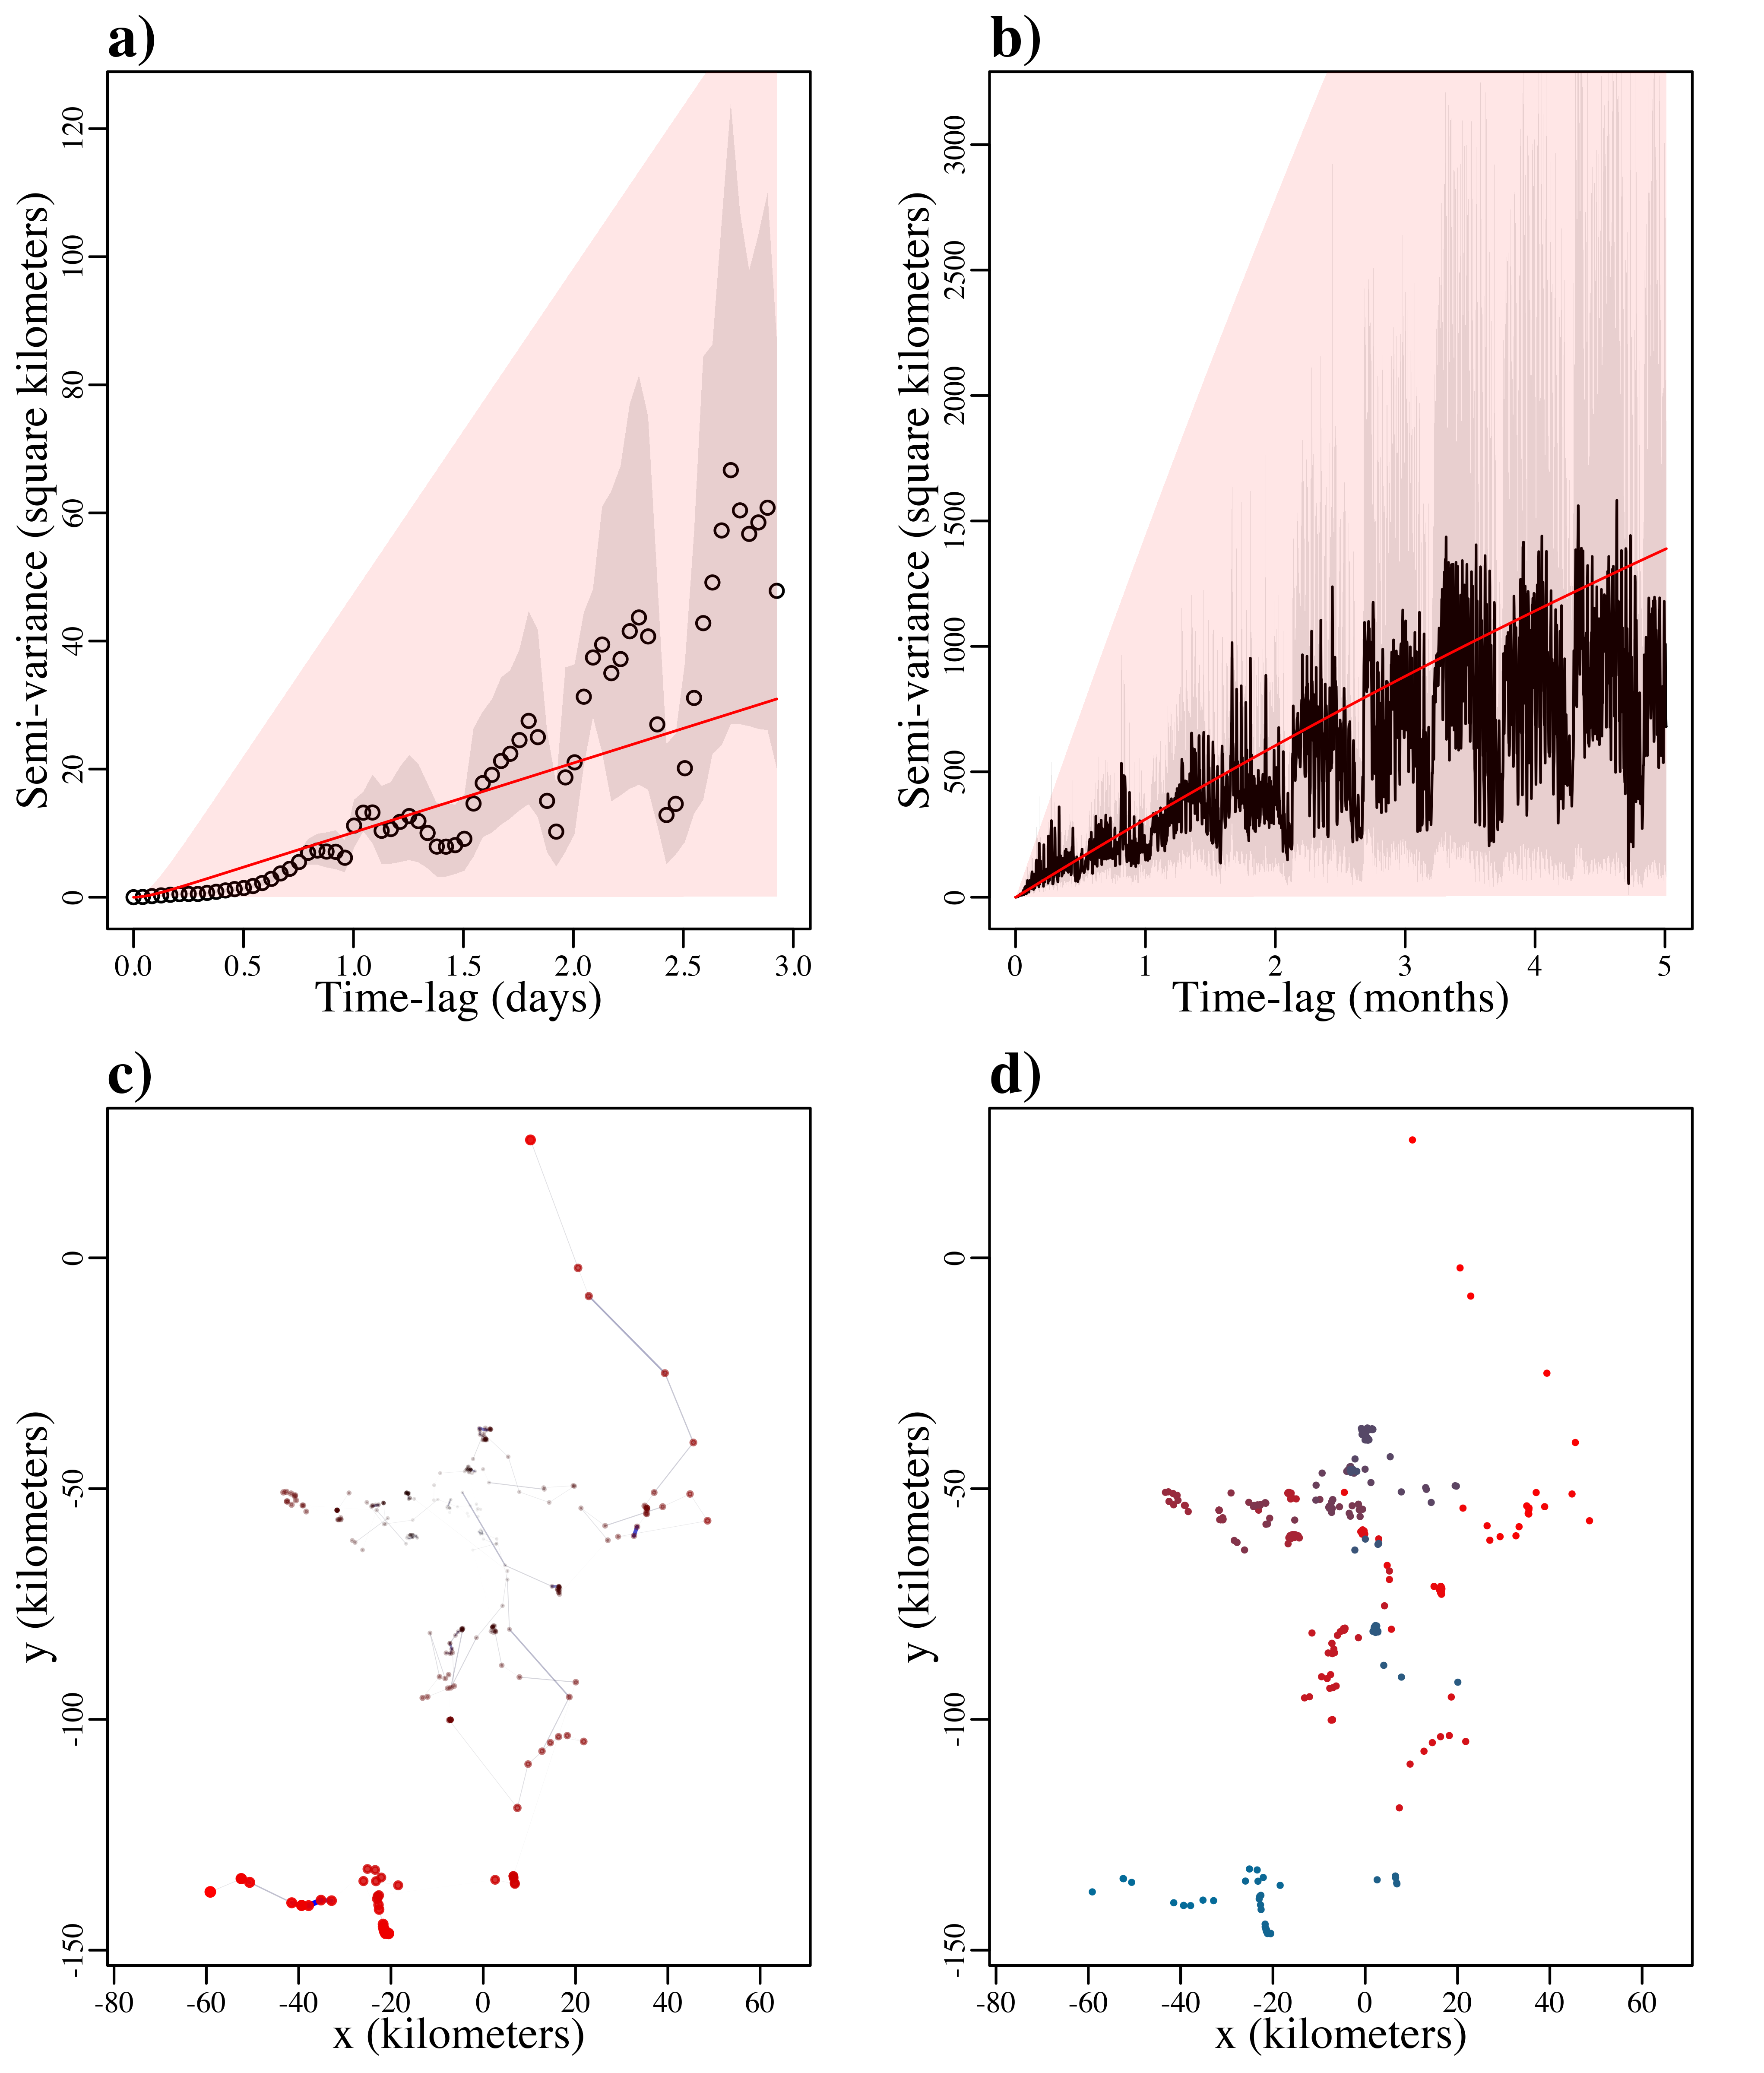 a)
Semi-variance (square kilometers)
0 20 40 60 80 100 120
0.0 0.5 1.0 1.5 2.0 2.5 3.0
Time-lag (days)
b)
Semi-variance (square kilometers)
0 500 1000 1500 2000 2500 3000
0 1 2 3 4 5
Time-lag (months)
c)
y (kilometers)
-150 -100 -50 0
-80 -60 -40 -20 0 20 40 60
x (kilometers)
d)
y (kilometers)
-150 -100 -50 0
-80 -60 -40 -20 0 20 40 60
x (kilometers)